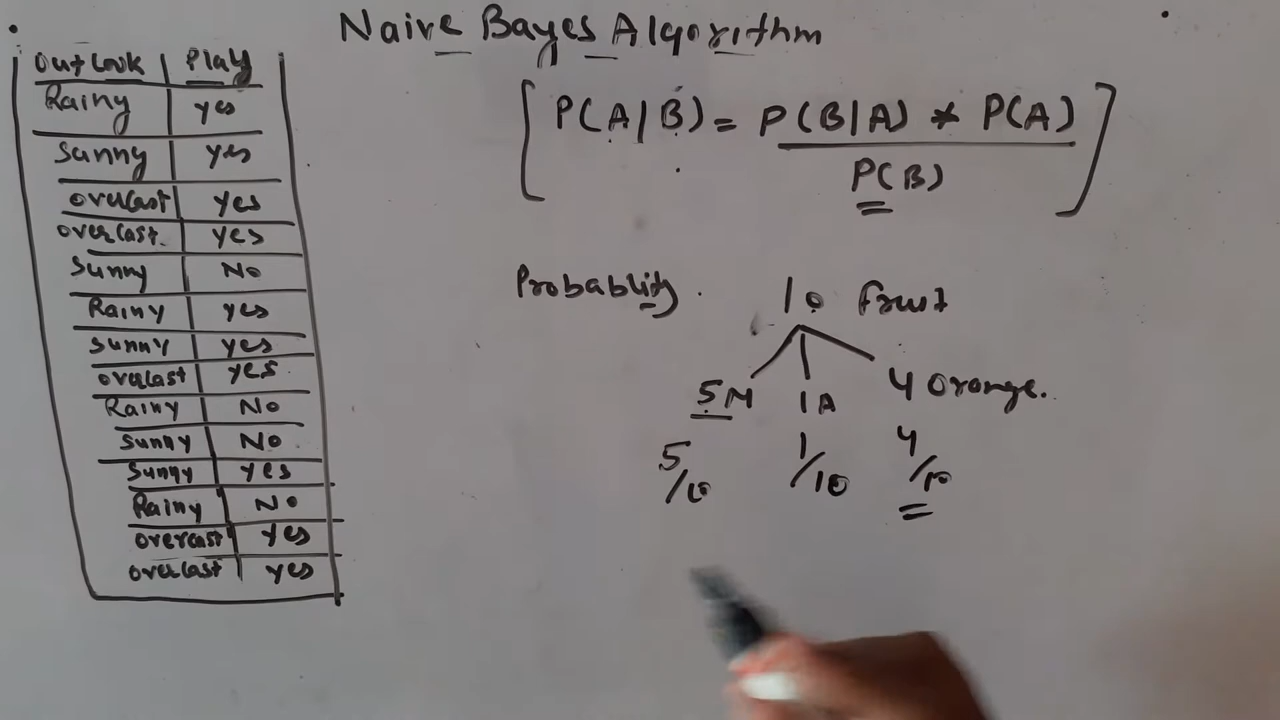 Naive Bayes Algorithm
Outlook | Play
Rainy | yes
Sunny | yes
overcast | yes
overcast | yes
Sunny | No
Rainy | yes
Sunny | yes
overcast | yes
Rainy | No
Sunny | No
Sunny | yes
Rainy | No
overcast | yes
overcast | yes
[ P(A|B) = P(B|A) * P(A) ]
P(B)
Probablity.
10 Fruit
5M 1A 4 Orange.
5/10 1/10 4/10